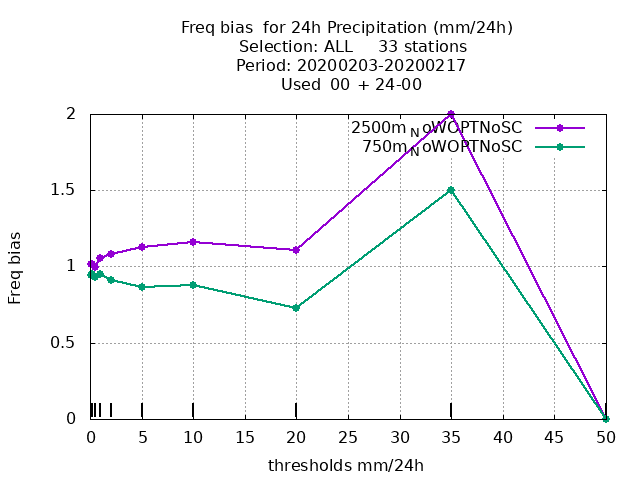 Freq bias for 24h Precipitation (mm/24h)
Selection: ALL 33 stations
Period: 20200203-20200217
Used 00 + 24-00
2500m_NoWOPTNoSC
750m_NoWOPTNoSC
2
1.5
1
0.5
0
Freq bias
0 5 10 15 20 25 30 35 40 45 50
thresholds mm/24h